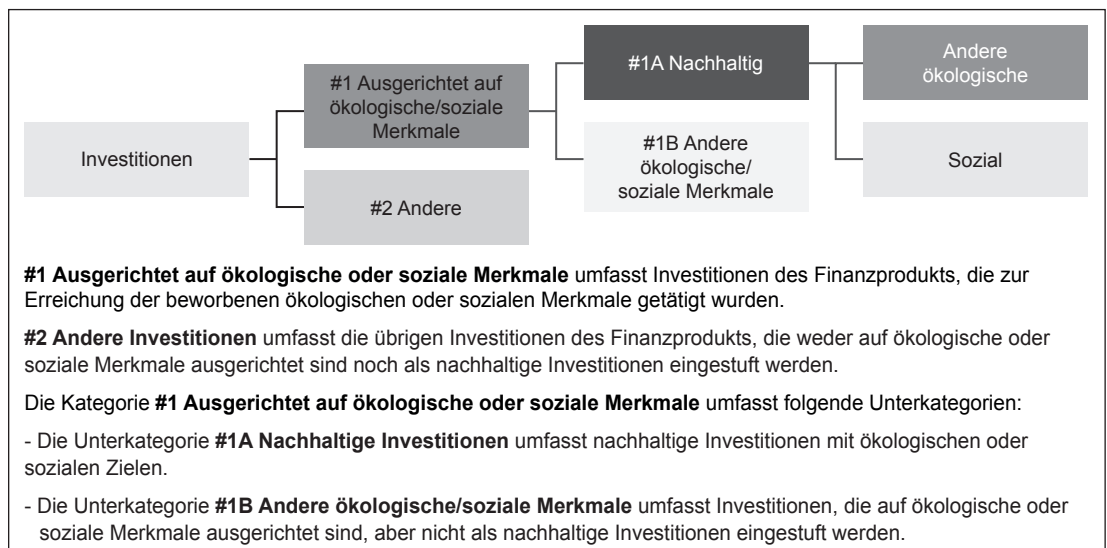 Investitionen
#1 Ausgerichtet auf
ökologische/soziale
Merkmale
#2 Andere
#1A Nachhaltig
#1B Andere
ökologische/
soziale Merkmale
Andere
ökologische
Sozial
#1 Ausgerichtet auf ökologische oder soziale Merkmale umfasst Investitionen des Finanzprodukts, die zur
Erreichung der beworbenen ökologischen oder sozialen Merkmale getätigt wurden.
#2 Andere Investitionen umfasst die übrigen Investitionen des Finanzprodukts, die weder auf ökologische oder
soziale Merkmale ausgerichtet sind noch als nachhaltige Investitionen eingestuft werden.
Die Kategorie #1 Ausgerichtet auf ökologische oder soziale Merkmale umfasst folgende Unterkategorien:
- Die Unterkategorie #1A Nachhaltige Investitionen umfasst nachhaltige Investitionen mit ökologischen oder
sozialen Zielen.
- Die Unterkategorie #1B Andere ökologische/soziale Merkmale umfasst Investitionen, die auf ökologische oder
soziale Merkmale ausgerichtet sind, aber nicht als nachhaltige Investitionen eingestuft werden.